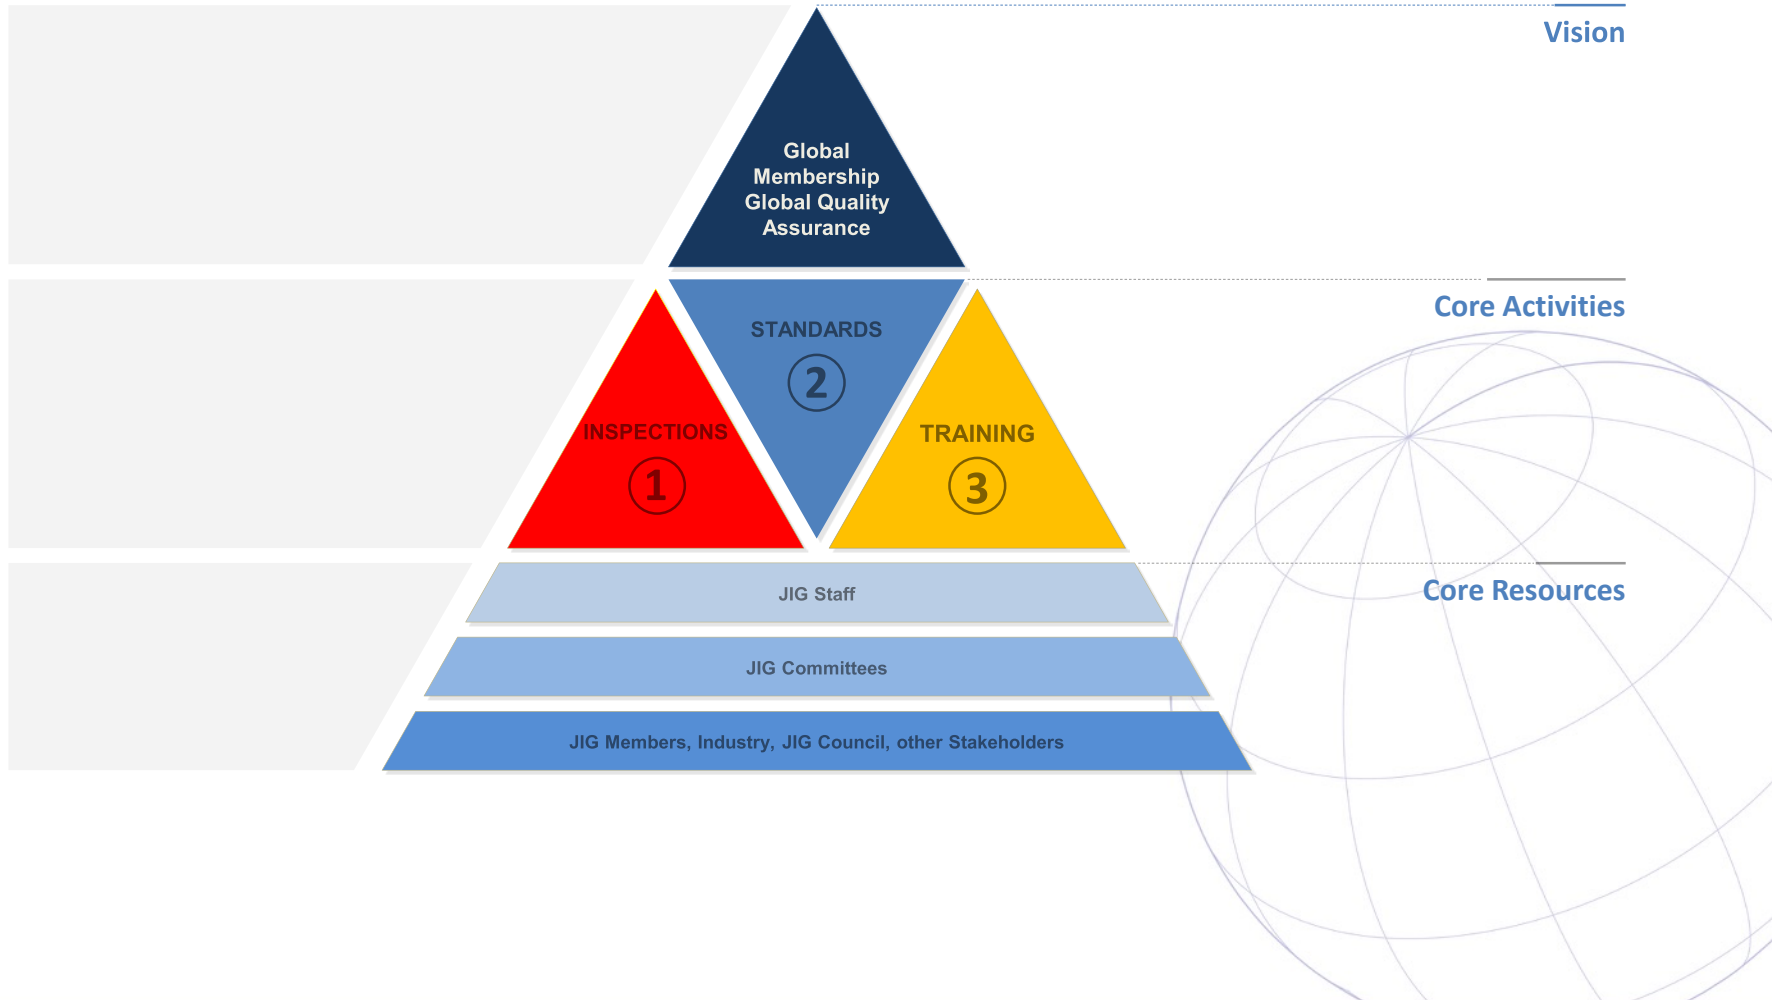 Vision
Global
Membership
Global Quality
Assurance
Core Activities
STANDARDS
2
INSPECTIONS
1
TRAINING
3
Core Resources
JIG Staff
JIG Committees
JIG Members, Industry, JIG Council, other Stakeholders